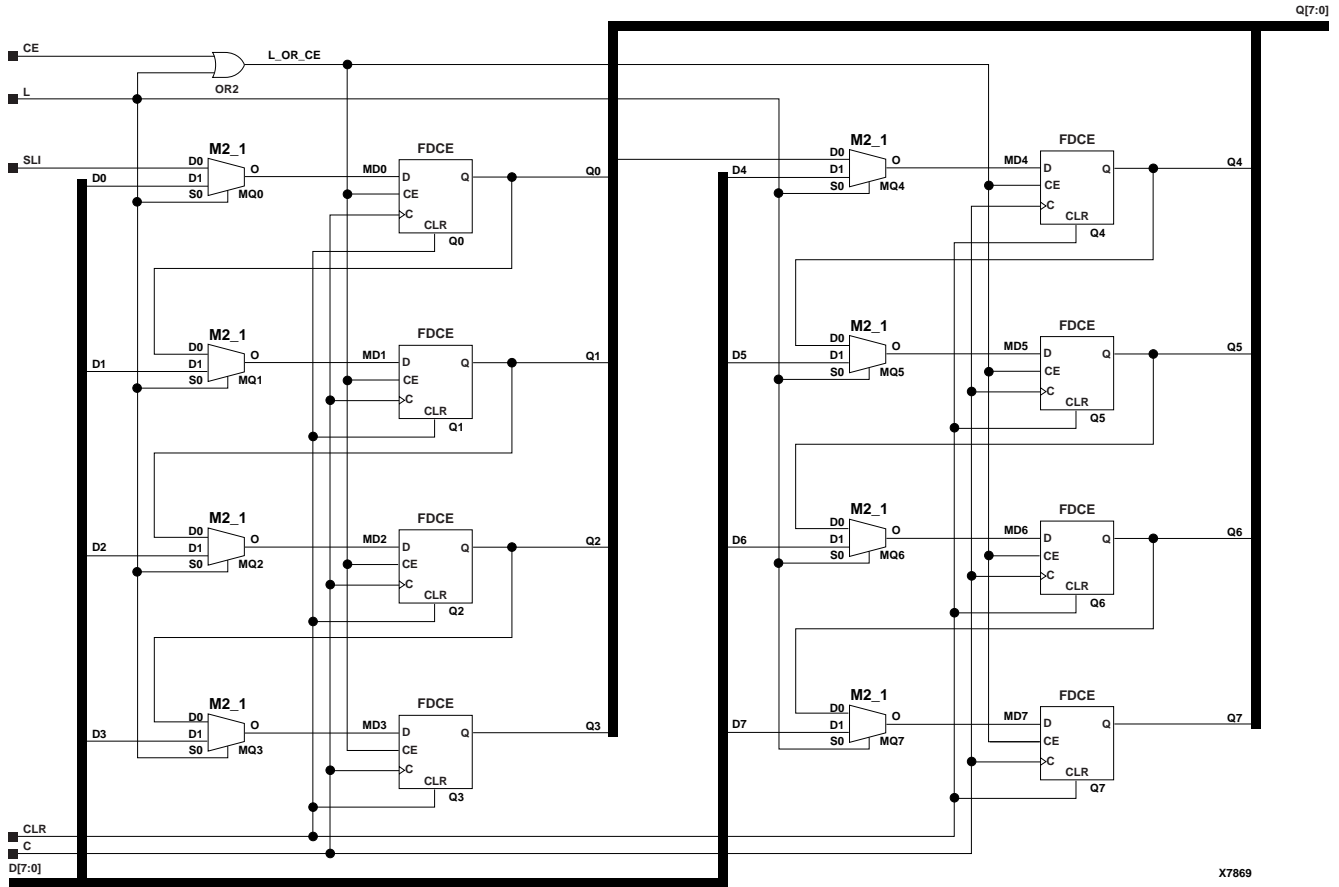 Q[7:0]
CE
L_OR_CE
OR2
L
SLI
M2_1
D0
D1
S0
O
MQ0
D0
MD0
FDCE
D
CE
C
CLR
Q
Q0
Q0
M2_1
D0
D1
S0
O
MQ1
D1
MD1
FDCE
D
CE
C
CLR
Q
Q1
Q1
M2_1
D0
D1
S0
O
MQ2
D2
MD2
FDCE
D
CE
C
CLR
Q
Q2
Q2
M2_1
D0
D1
S0
O
MQ3
D3
MD3
FDCE
D
CE
C
CLR
Q
Q3
Q3
M2_1
D0
D1
S0
O
MQ4
D4
MD4
FDCE
D
CE
C
CLR
Q
Q4
Q4
M2_1
D0
D1
S0
O
MQ5
D5
MD5
FDCE
D
CE
C
CLR
Q
Q5
Q5
M2_1
D0
D1
S0
O
MQ6
D6
MD6
FDCE
D
CE
C
CLR
Q
Q6
Q6
M2_1
D0
D1
S0
O
MQ7
D7
MD7
FDCE
D
CE
C
CLR
Q
Q7
Q7
CLR
C
D[7:0]
X7869